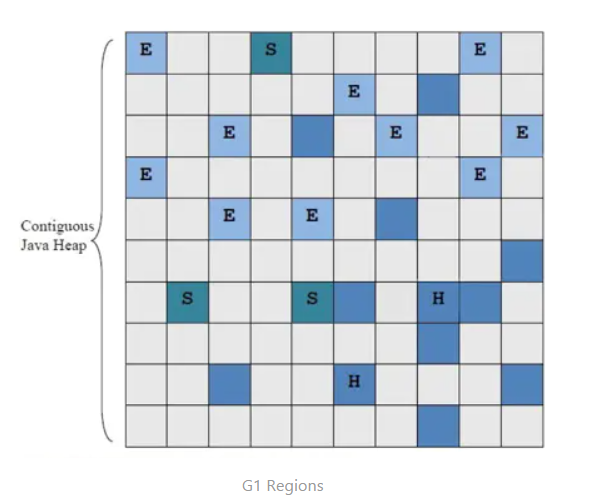 E S E
E
E E E
E E
Contiguous
Java Heap
E E
S S H
H
G1 Regions